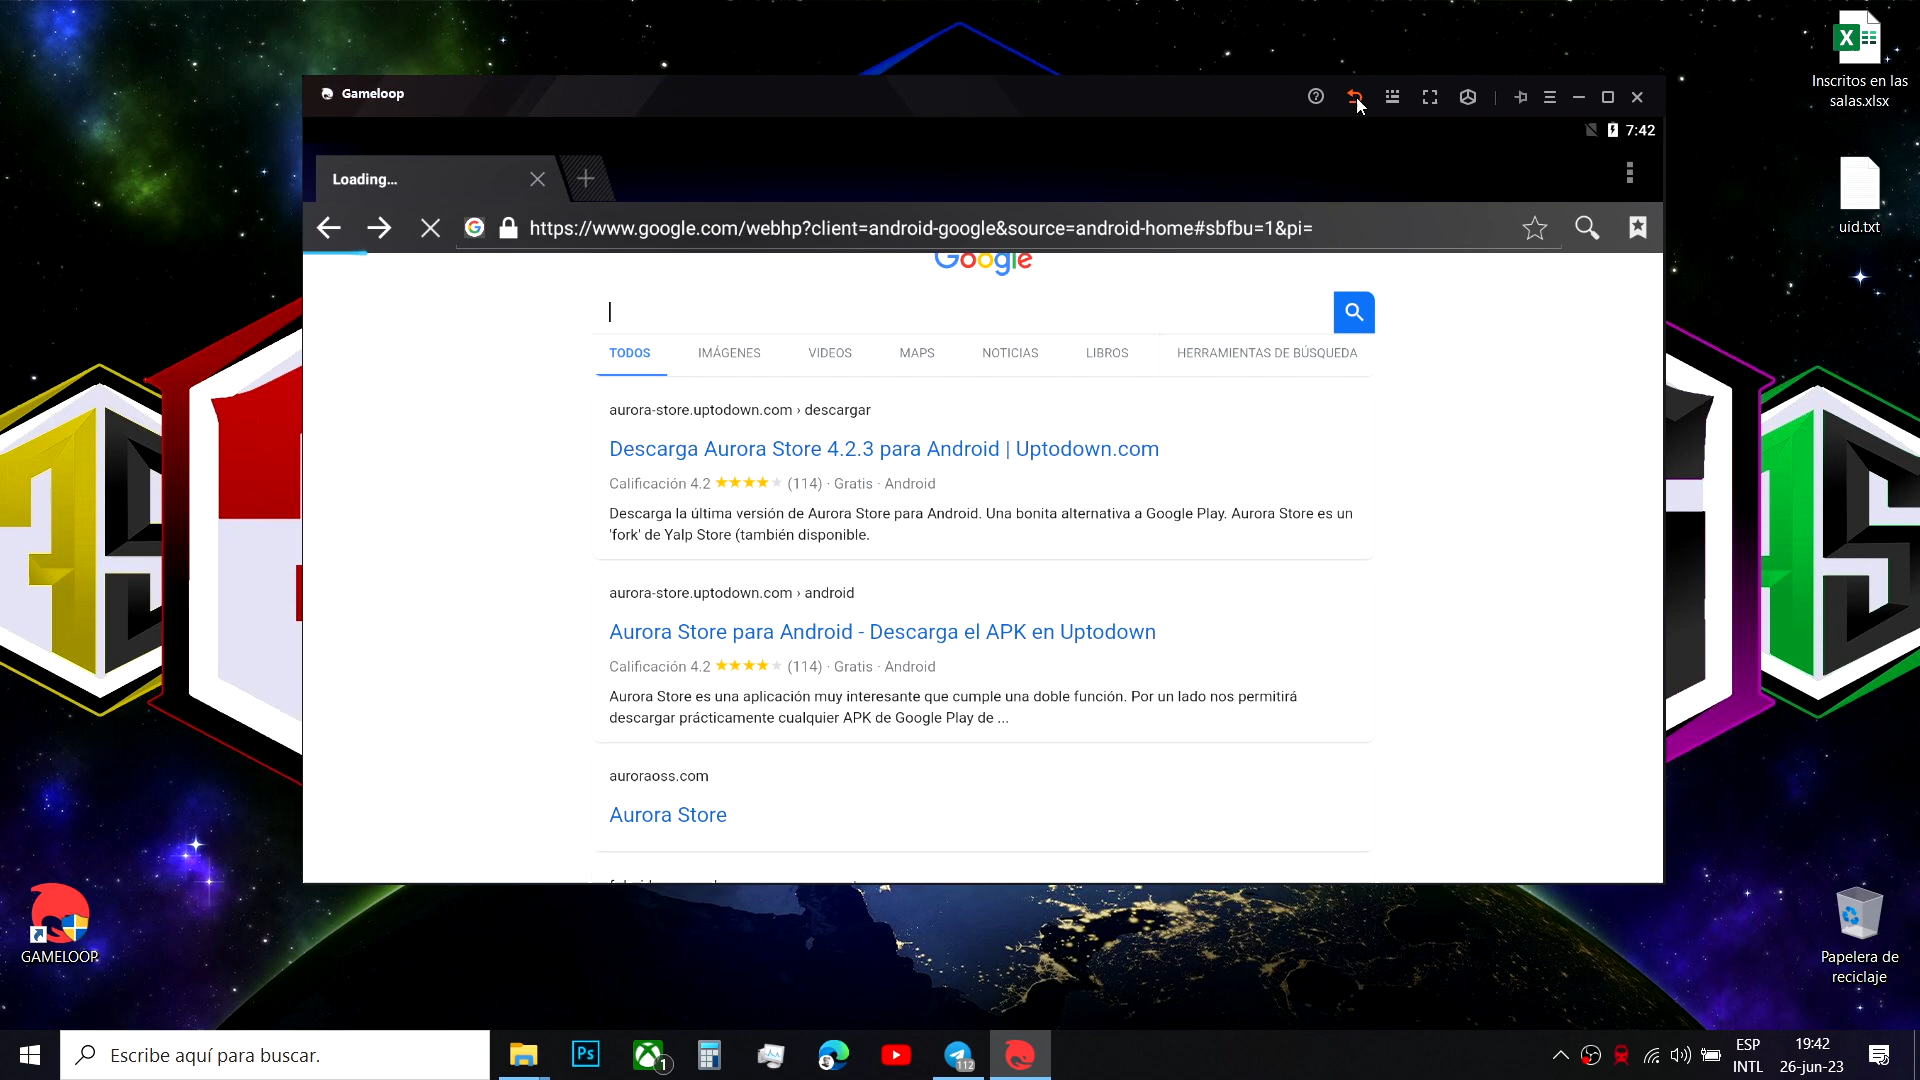 Inscritos en las
salas.xlsx
Gameloop
7:42
Loading...
uid.txt
https://www.google.com/webhp?client=android-google&source=android-home#sbfbu=1&pi=
Google
TODOS IMÁGENES VIDEOS MAPS NOTICIAS LIBROS HERRAMIENTAS DE BÚSQUEDA
aurora-store.uptodown.com › descargar
Descarga Aurora Store 4.2.3 para Android | Uptodown.com
Calificación 4.2 ★★★★★ (114) · Gratis · Android
Descarga la última versión de Aurora Store para Android. Una bonita alternativa a Google Play. Aurora Store es un
'fork' de Yalp Store (también disponible.
aurora-store.uptodown.com › android
Aurora Store para Android - Descarga el APK en Uptodown
Calificación 4.2 ★★★★★ (114) · Gratis · Android
Aurora Store es una aplicación muy interesante que cumple una doble función. Por un lado nos permitirá
descargar prácticamente cualquier APK de Google Play de ...
auroraoss.com
Aurora Store
GAMELOOP
Papelera de
reciclaje
Escribe aquí para buscar.
Ps
1
112
ESP
INTL
19:42
26-jun-23